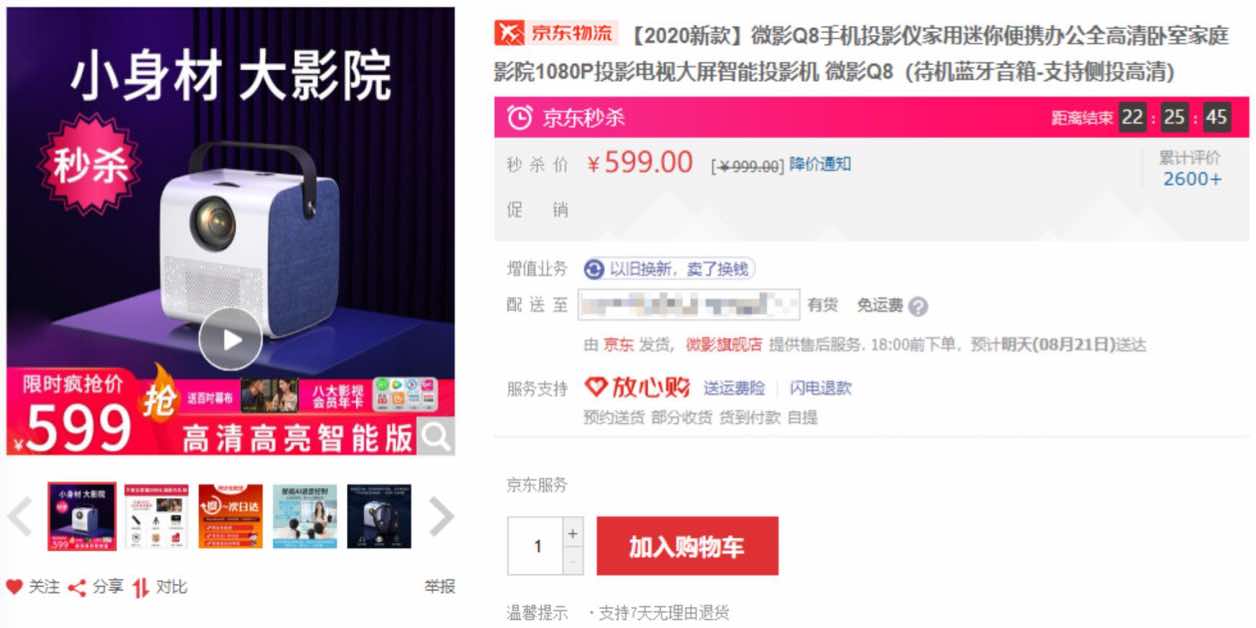 小身材 大影院
秒杀
限时疯抢价
¥599
抢
送百吋幕布
八大影视
会员年卡
高清高亮智能版
小身材 大影院
599
关注 分享 对比
举报
京东物流 【2020新款】微影Q8手机投影仪家用迷你便携办公全高清卧室家庭
影院1080P投影电视大屏智能投影机 微影Q8（待机蓝牙音箱-支持侧投高清）
京东秒杀
距离结束 22 : 25 : 45
秒杀价 ¥599.00 [¥999.00] 降价通知
累计评价
2600+
促销
增值业务 以旧换新，卖了换钱
配送至 有货 免运费 ?
由 京东 发货， 微影旗舰店 提供售后服务. 18:00前下单，预计明天(08月21日)送达
服务支持 放心购 送运费险 闪电退款
预约送货 部分收货 货到付款 自提
京东服务
1 + -
加入购物车
温馨提示 ·支持7天无理由退货